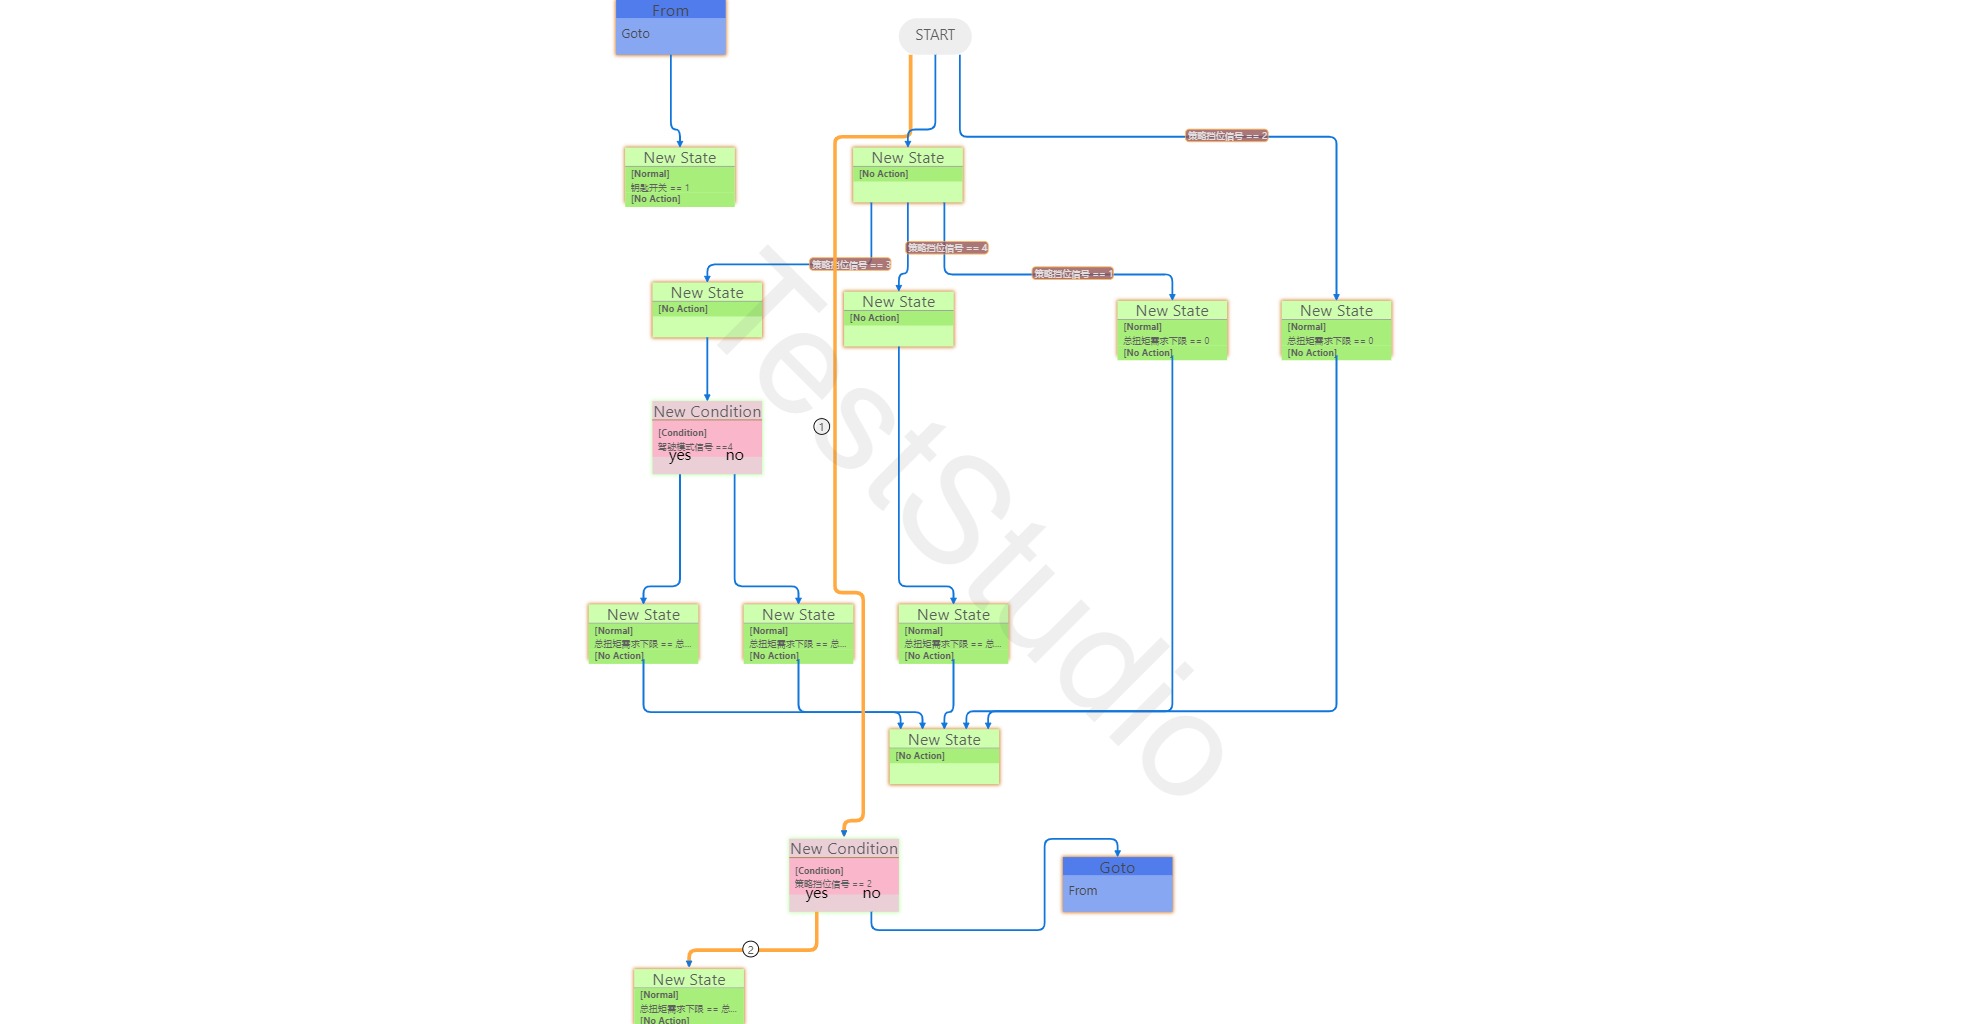 From
Goto
START
策略挡位信号 == 2
New State
[Normal]
钥匙开关 == 1
[No Action]
New State
[No Action]
策略挡位信号 == 4
策略挡位信号 == 3
策略挡位信号 == 1
New State
[No Action]
New State
[No Action]
New State
[Normal]
总扭矩需求下限 == 0
[No Action]
New State
[Normal]
总扭矩需求下限 == 0
[No Action]
New Condition
[Condition]
驾驶模式信号 ==4
yes
no
1
New State
[Normal]
总扭矩需求下限 == 总...
[No Action]
New State
[Normal]
总扭矩需求下限 == 总...
[No Action]
New State
[Normal]
总扭矩需求下限 == 总...
[No Action]
New State
[No Action]
New Condition
[Condition]
策略挡位信号 == 2
yes
no
Goto
From
2
New State
[Normal]
总扭矩需求下限 == 总...
[No Action]
TestStudio